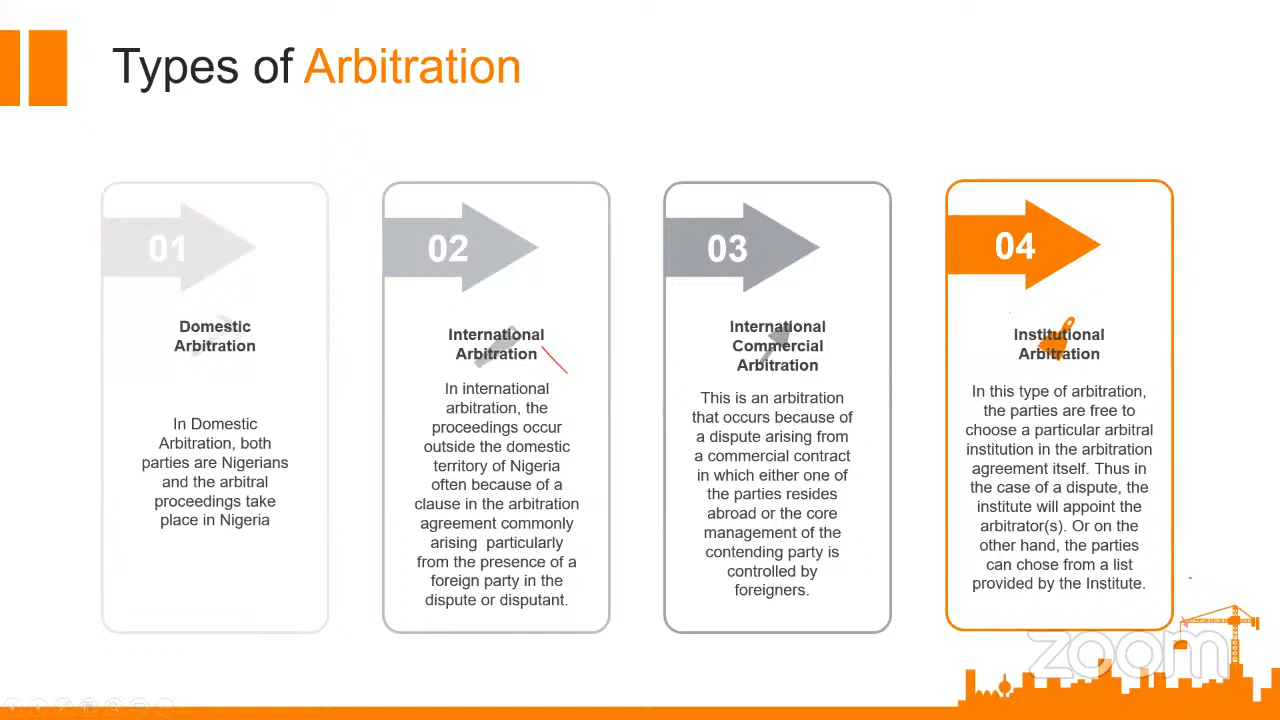 Types of Arbitration
01
Domestic
Arbitration
In Domestic
Arbitration, both
parties are Nigerians
and the arbitral
proceedings take
place in Nigeria
02
International
Arbitration
In international
arbitration, the
proceedings occur
outside the domestic
territory of Nigeria
often because of a
clause in the arbitration
agreement commonly
arising particularly
from the presence of a
foreign party in the
dispute or disputant.
03
International
Commercial
Arbitration
This is an arbitration
that occurs because of
a dispute arising from
a commercial contract
in which either one of
the parties resides
abroad or the core
management of the
contending party is
controlled by
foreigners.
04
Institutional
Arbitration
In this type of arbitration,
the parties are free to
choose a particular arbitral
institution in the arbitration
agreement itself. Thus in
the case of a dispute, the
institute will appoint the
arbitrator(s). Or on the
other hand, the parties
can chose from a list
provided by the Institute.
zoom